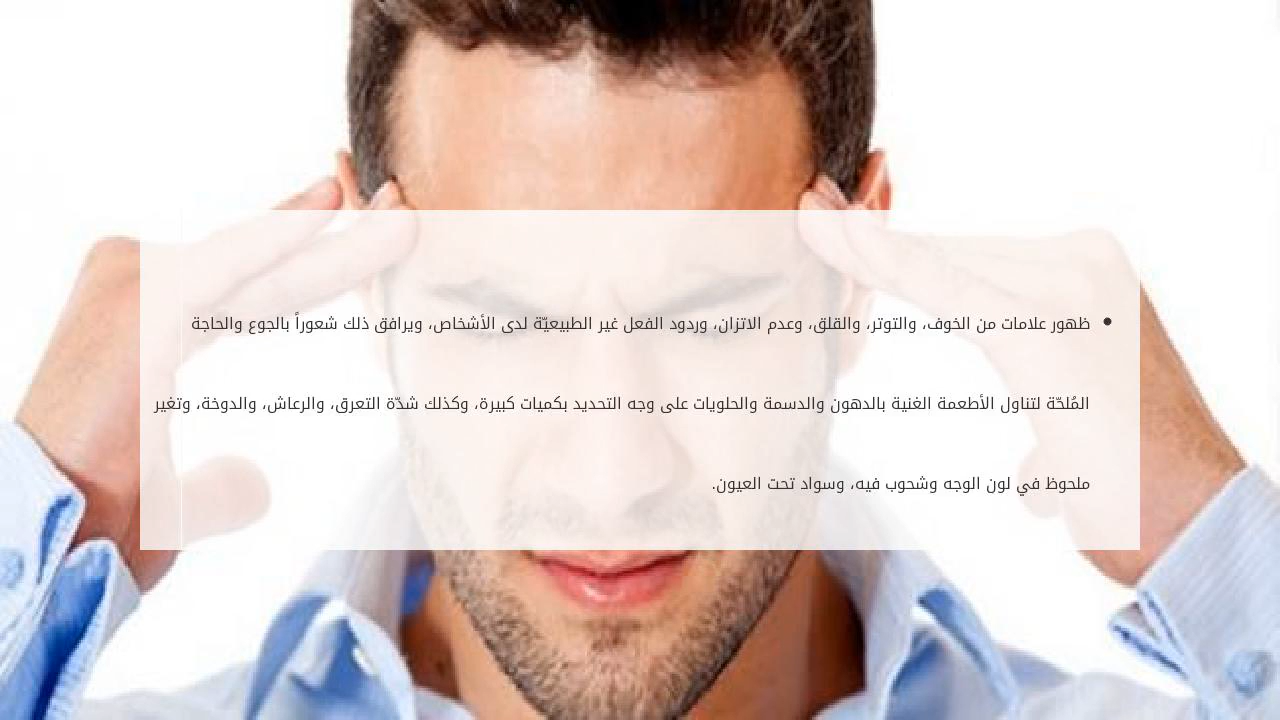 • ظهور علامات من الخوف، والتوتر، والقلق، وعدم الاتزان، وردود الفعل غير الطبيعيّة لدى الأشخاص، ويرافق ذلك شعوراً بالجوع والحاجة
المُلحّة لتناول الأطعمة الغنية بالدهون والدسمة والحلويات على وجه التحديد بكميات كبيرة، وكذلك شدّة التعرق، والرعاش، والدوخة، وتغير
ملحوظ في لون الوجه وشحوب فيه، وسواد تحت العيون.